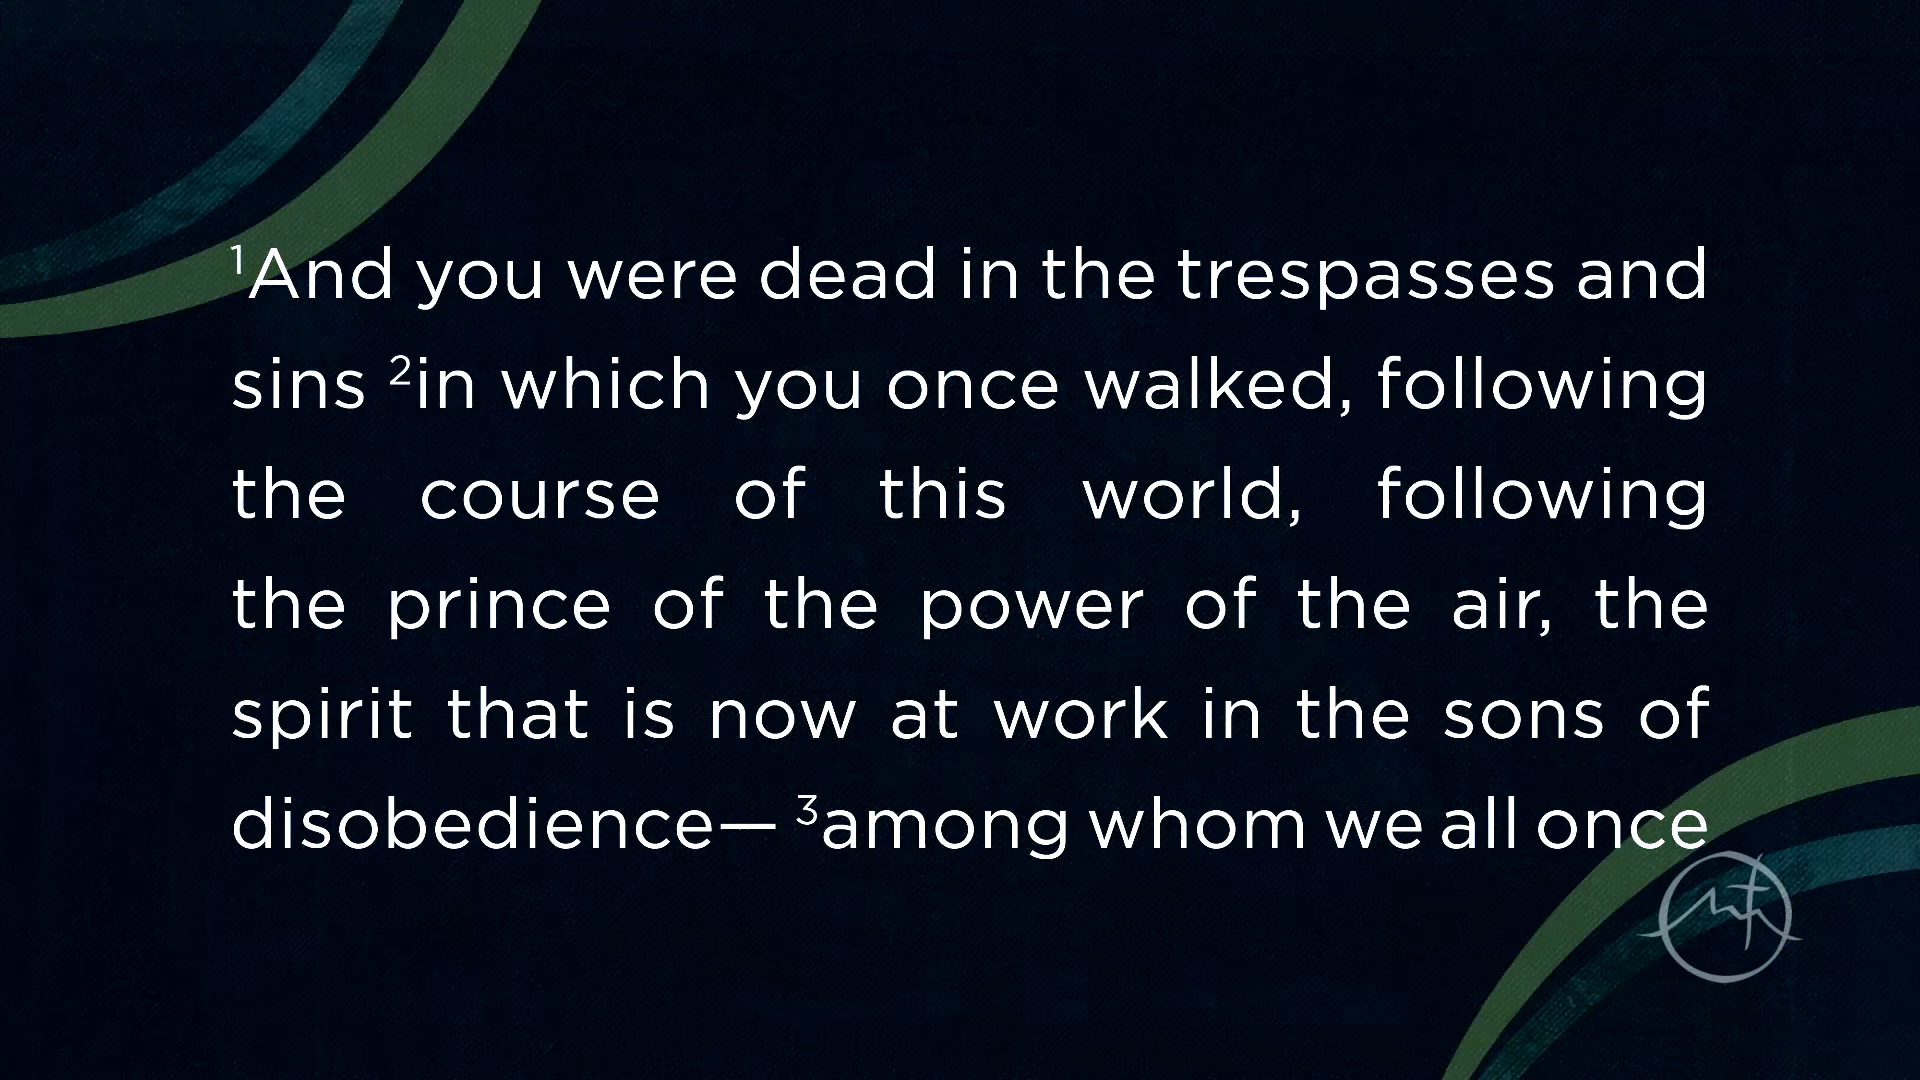 ¹And you were dead in the trespasses and
sins ²in which you once walked, following
the course of this world, following
the prince of the power of the air, the
spirit that is now at work in the sons of
disobedience— ³among whom we all once